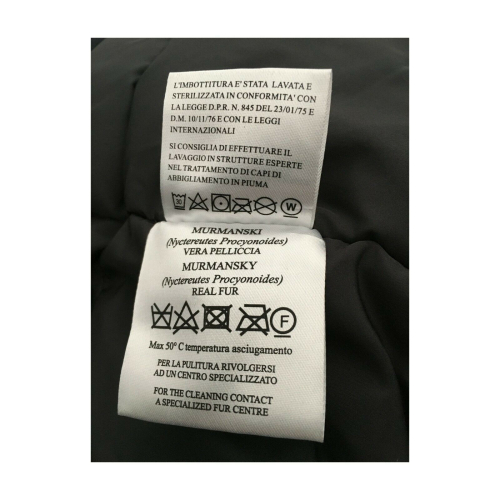 L'IMBOTTITURA E' STATA LAVATA E
STERILIZZATA IN CONFORMITA' CON
LA LEGGE D.P.R. N. 845 DEL 23/01/75 E
D.M. 10/11/76 E CON LE LEGGI
INTERNAZIONALI
SI CONSIGLIA DI EFFETTUARE IL
LAVAGGIO IN STRUTTURE ESPERTE
NEL TRATTAMENTO DI CAPI DI
ABBIGLIAMENTO IN PIUMA
30 W
MURMANSKI
(Nyctereutes Procyonoides)
VERA PELLICCIA
MURMANSKY
(Nyctereutes Procyonoides)
REAL FUR
F
Max 50° C temperatura asciugamento
PER LA PULITURA RIVOLGERSI
AD UN CENTRO SPECIALIZZATO
FOR THE CLEANING CONTACT
A SPECIALIZED FUR CENTRE